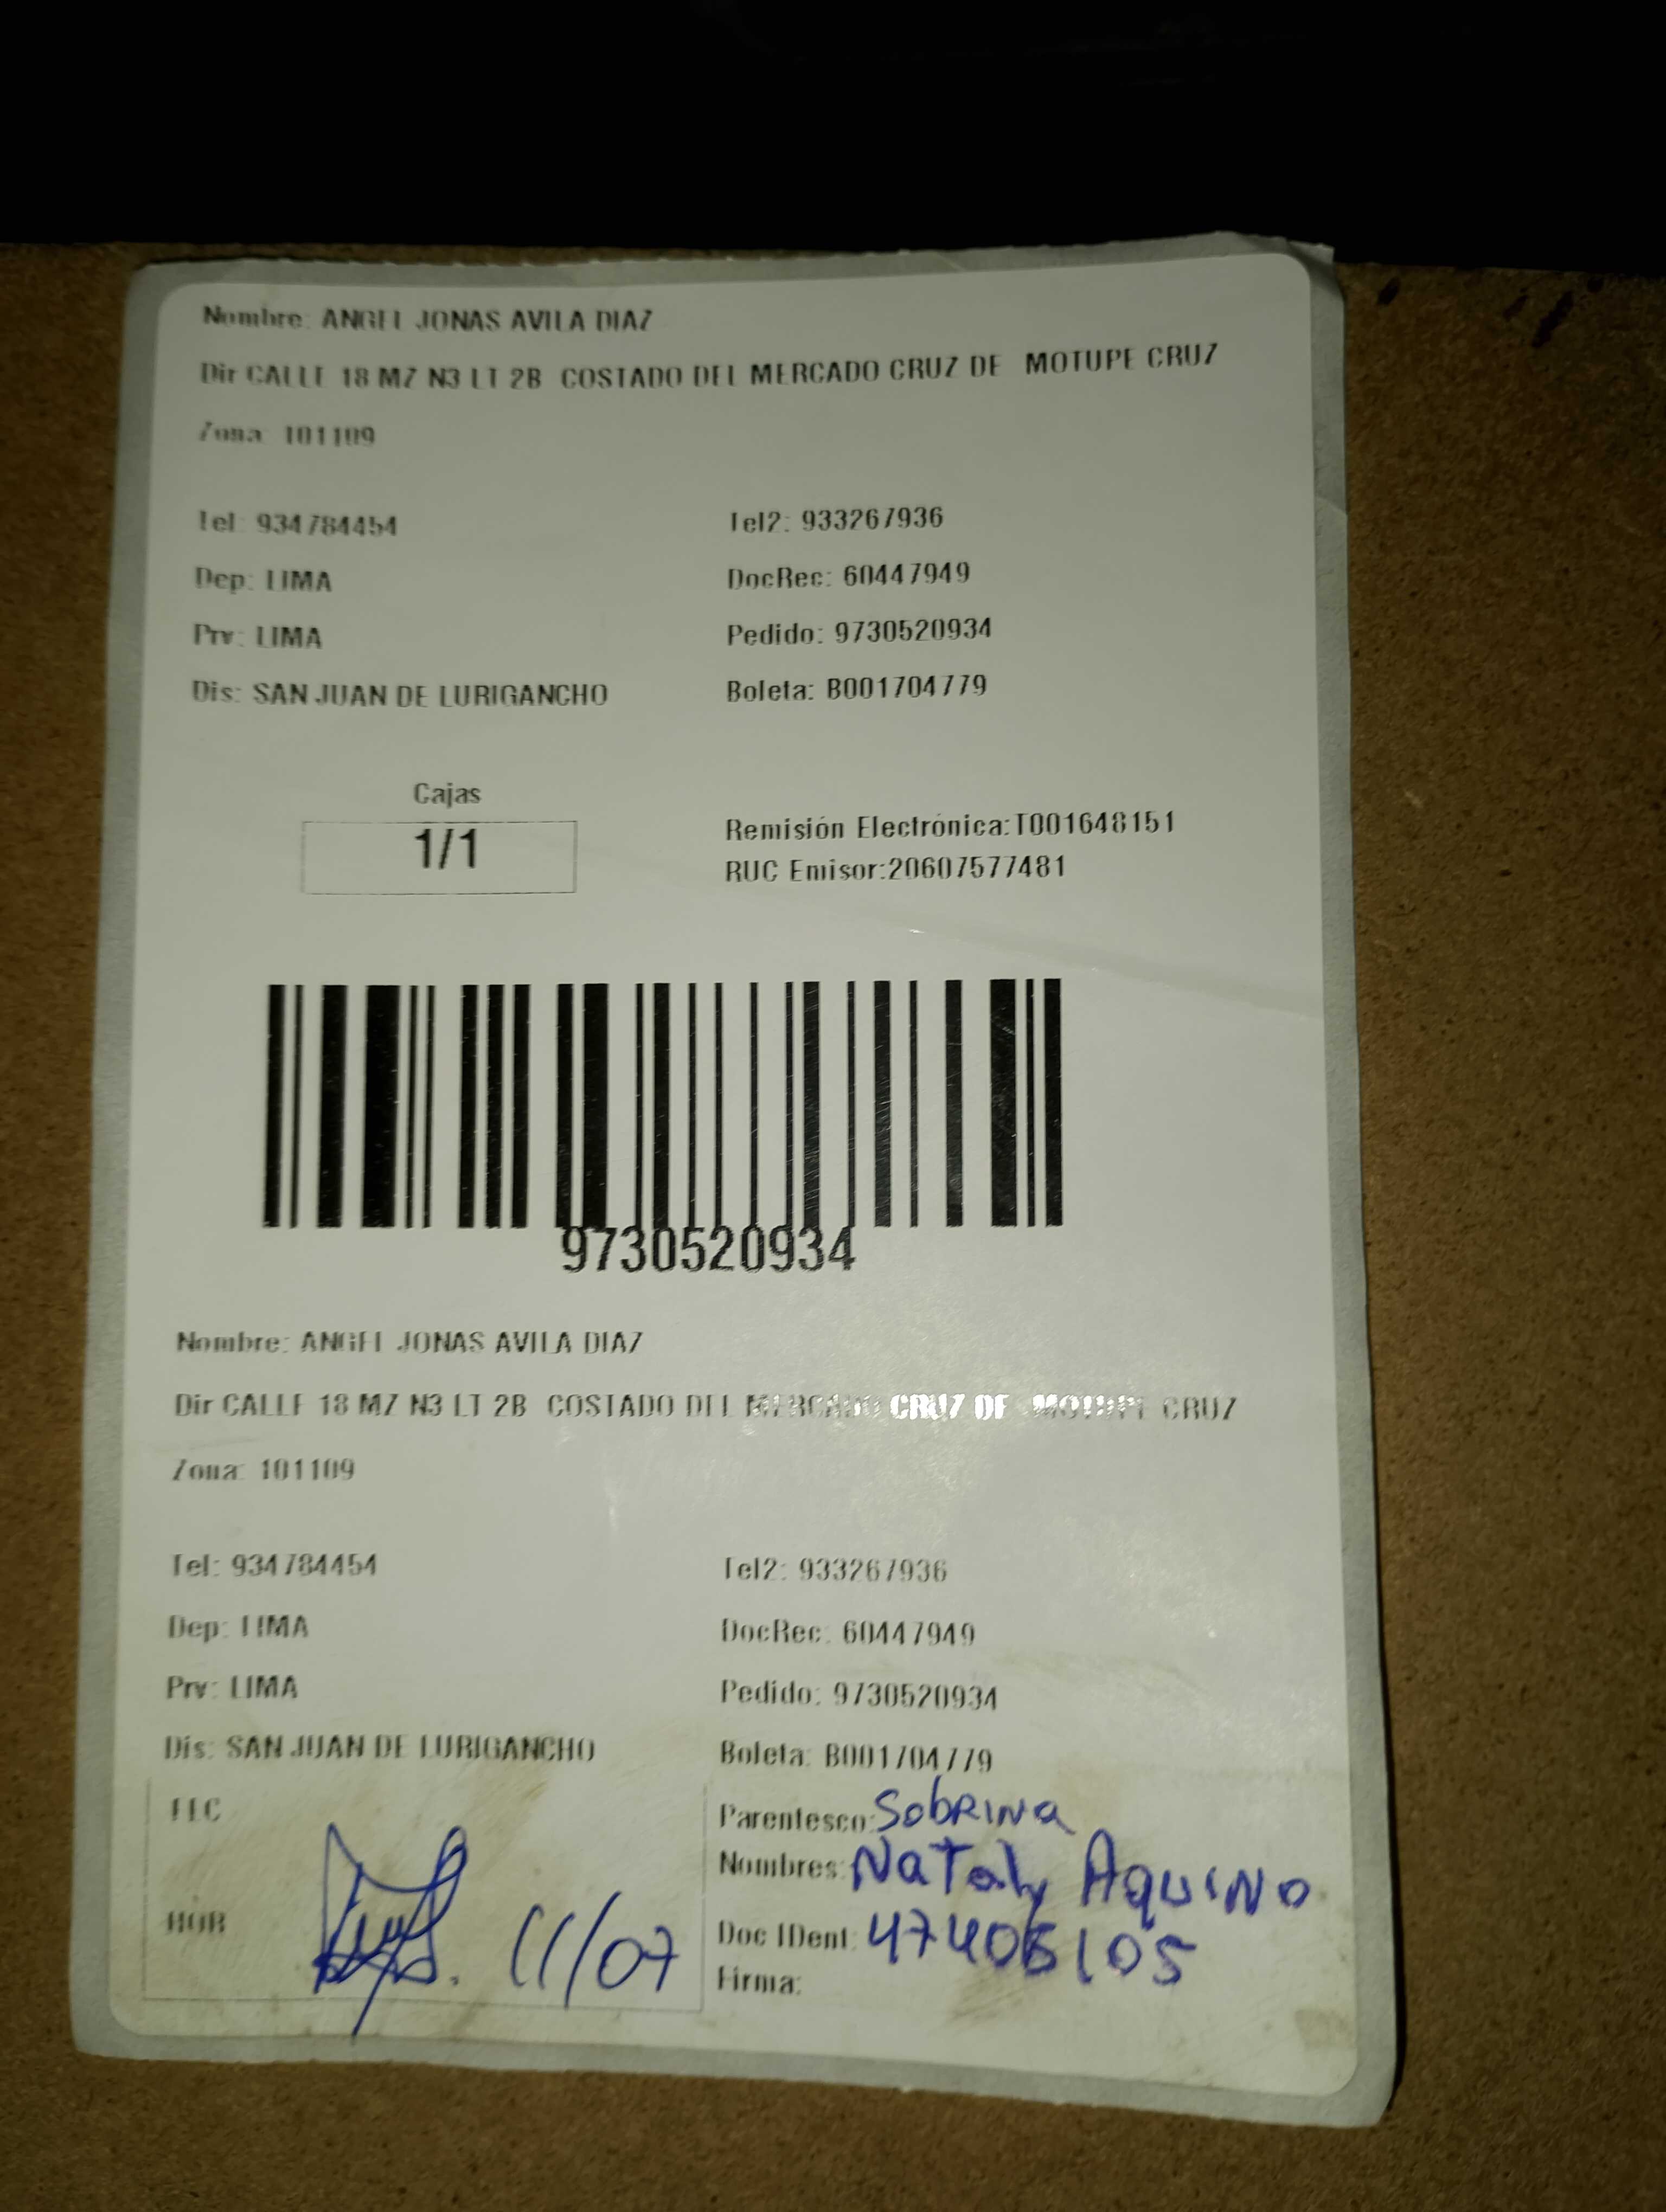 Nombre: ANGEL JONAS AVILA DIAZ
Dir CALLE 18 MZ N3 LT 2B COSTADO DEL MERCADO CRUZ DE MOTUPE CRUZ
Zona: 101109
Tel: 934784454 Tel2: 933267936
Dep: LIMA DocRec: 60447949
Prv: LIMA Pedido: 9730520934
Dis: SAN JUAN DE LURIGANCHO Boleta: B001704779
Cajas
1/1
Remisión Electrónica:T001648151
RUC Emisor:20607577481
9730520934
Nombre: ANGEL JONAS AVILA DIAZ
Dir CALLE 18 MZ N3 LT 2B COSTADO DEL MERCADO CRUZ DE MOTUPE CRUZ
Zona: 101109
Tel: 934784454 Tel2: 933267936
Dep: LIMA DocRec: 60447949
Prv: LIMA Pedido: 9730520934
Dis: SAN JUAN DE LURIGANCHO Boleta: B001704779
FEC Parentesco: SobRINa
Nombres: NaTaly AquiNo
HOR 11/07 Doc IDent: 47406105
Firma: